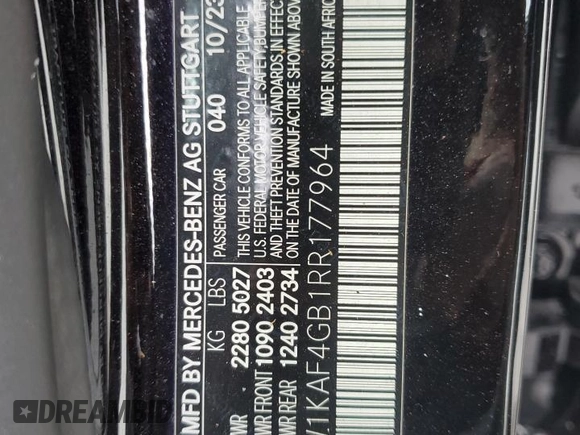 MFD BY MERCEDES-BENZ AG STUTTGART 10/23
KG LBS PASSENGER CAR 040
2280 5027 THIS VEHICLE CONFORMS TO ALL APPLICABLE
FRONT 1090 2403 U.S. FEDERAL MOTOR VEHICLE SAFETY BUMPER
REAR 1240 2734 AND THEFT PREVENTION STANDARDS IN EFFECT
ON THE DATE OF MANUFACTURE SHOWN ABOVE
1KAF4GB1RR177964 MADE IN SOUTH AFRICA
DREAMBID